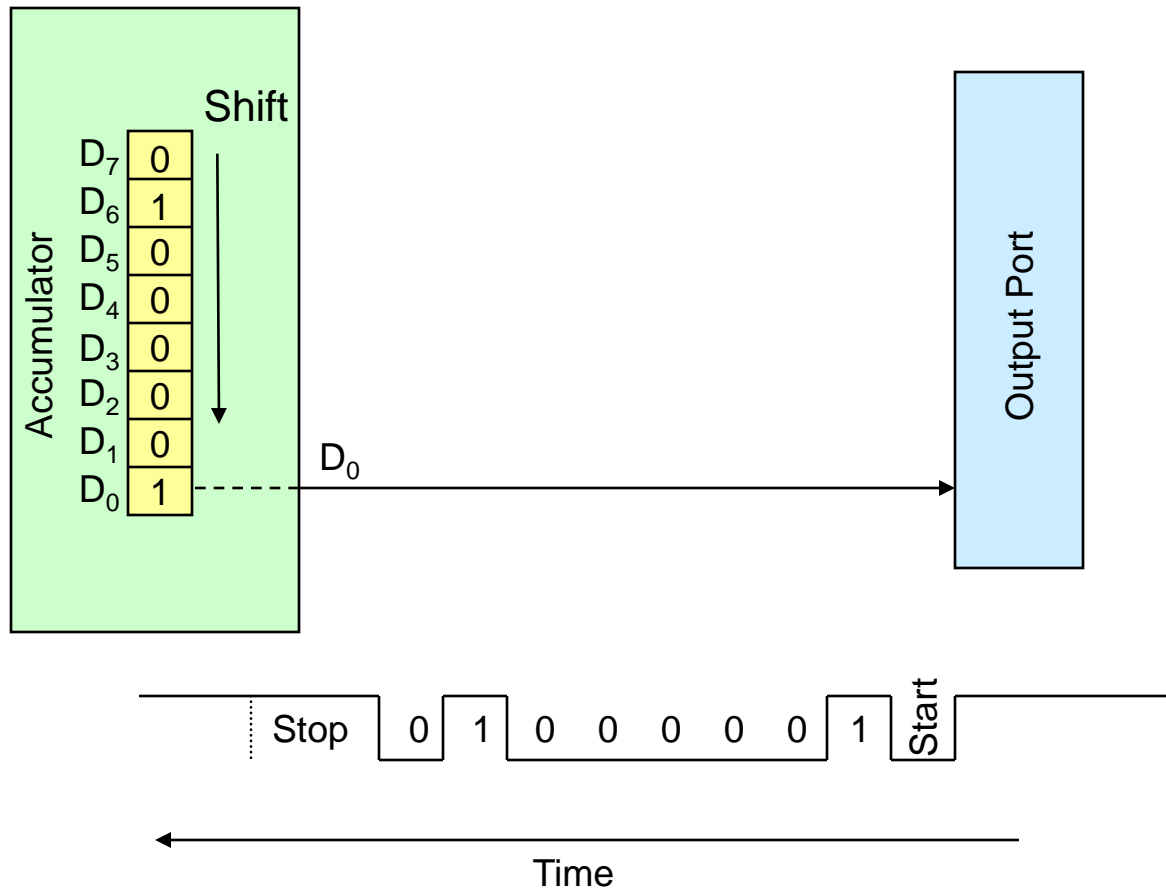 Shift
D₇ 0
D₆ 1
D₅ 0
D₄ 0
D₃ 0
D₂ 0
D₁ 0
D₀ 1
Accumulator
D₀
Output Port
Stop 0 1 0 0 0 0 0 1 Start
Time